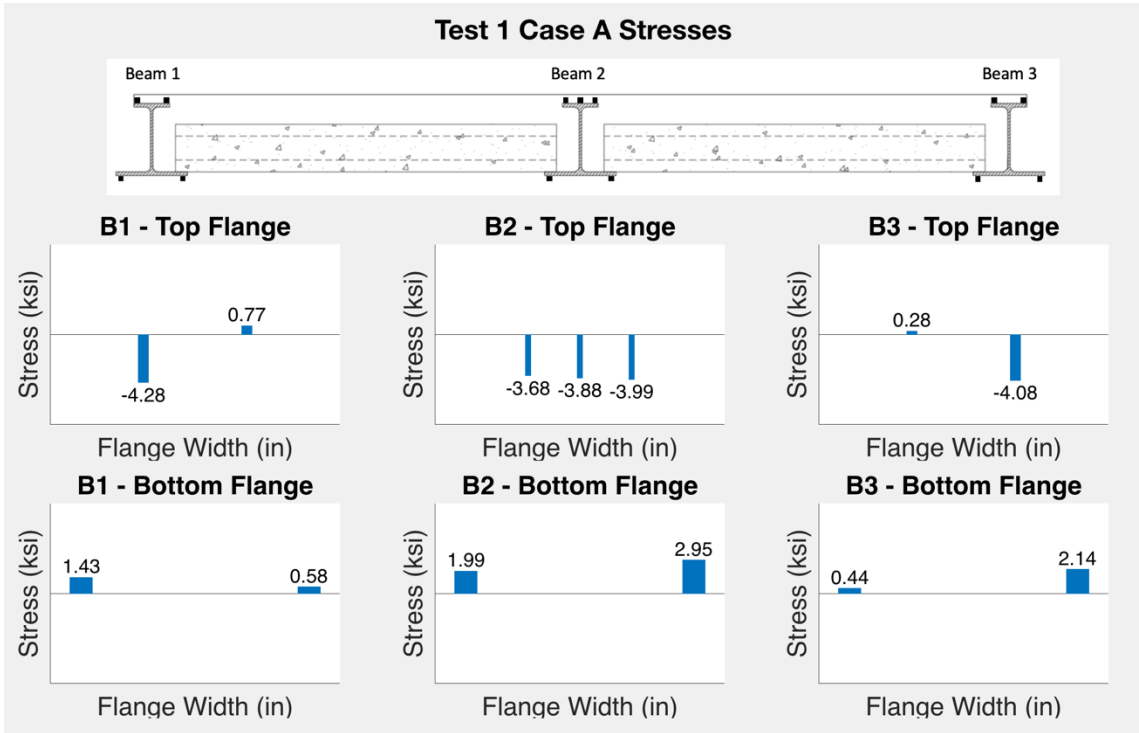 Test 1 Case A Stresses
Beam 1 Beam 2 Beam 3
B1 - Top Flange B2 - Top Flange B3 - Top Flange
Stress (ksi) Stress (ksi) Stress (ksi)
-4.28 0.77 -3.68 -3.88 -3.99 0.28 -4.08
Flange Width (in) Flange Width (in) Flange Width (in)
B1 - Bottom Flange B2 - Bottom Flange B3 - Bottom Flange
Stress (ksi) Stress (ksi) Stress (ksi)
1.43 0.58 1.99 2.95 0.44 2.14
Flange Width (in) Flange Width (in) Flange Width (in)